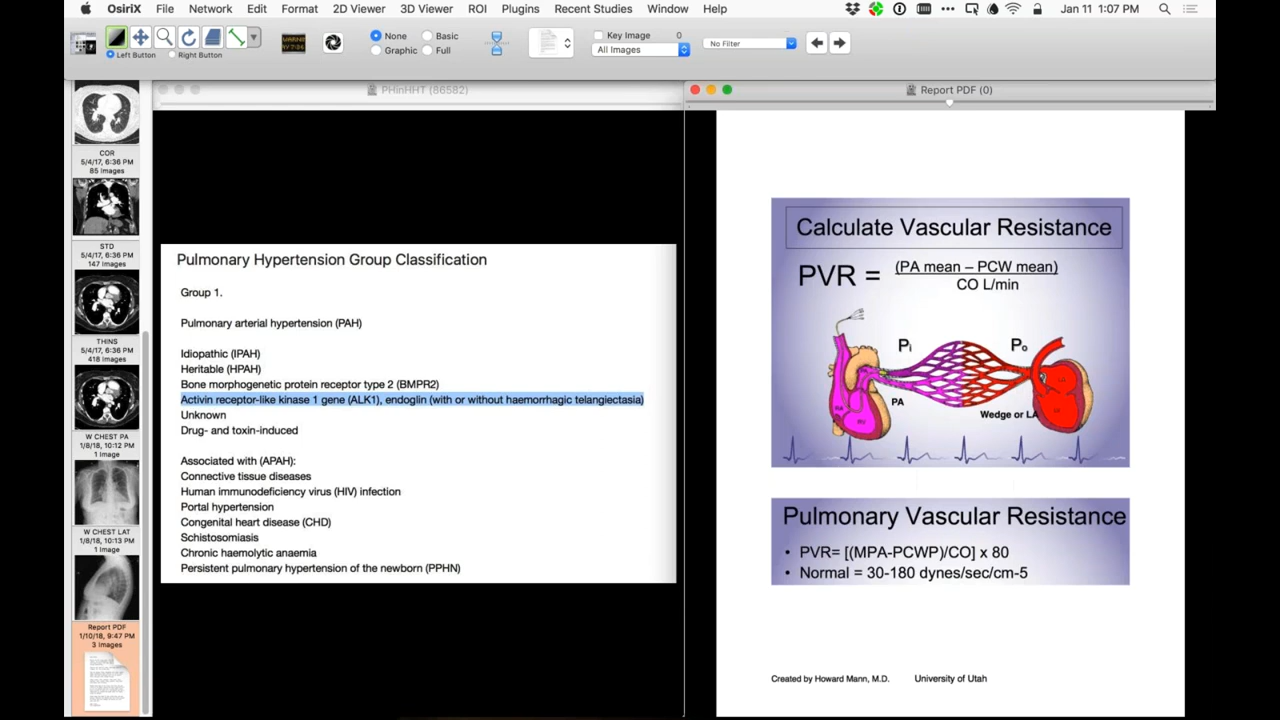 OsiriX File Network Edit Format 2D Viewer 3D Viewer ROI Plugins Recent Studies Window Help Jan 11 1:07 PM
None Basic
Graphic Full
Key Image 0
All Images
No Filter
Left Button Right Button
COR
5/4/17, 6:36 PM
85 Images
STD
5/4/17, 6:36 PM
147 Images
THINS
5/4/17, 6:36 PM
418 Images
W CHEST PA
1/8/18, 10:12 PM
1 Image
W CHEST LAT
1/8/18, 10:13 PM
1 Image
Report PDF
1/10/18, 9:47 PM
3 Images
PHinHHT (86582)
Pulmonary Hypertension Group Classification
Group 1.
Pulmonary arterial hypertension (PAH)
Idiopathic (IPAH)
Heritable (HPAH)
Bone morphogenetic protein receptor type 2 (BMPR2)
Activin receptor-like kinase 1 gene (ALK1), endoglin (with or without haemorrhagic telangiectasia)
Unknown
Drug- and toxin-induced
Associated with (APAH):
Connective tissue diseases
Human immunodeficiency virus (HIV) infection
Portal hypertension
Congenital heart disease (CHD)
Schistosomiasis
Chronic haemolytic anaemia
Persistent pulmonary hypertension of the newborn (PPHN)
Report PDF (0)
Calculate Vascular Resistance
PVR = (PA mean – PCW mean)
CO L/min
Pi Po
PA
Wedge or LA
Pulmonary Vascular Resistance
• PVR= [(MPA-PCWP)/CO] x 80
• Normal = 30-180 dynes/sec/cm-5
Created by Howard Mann, M.D. University of Utah